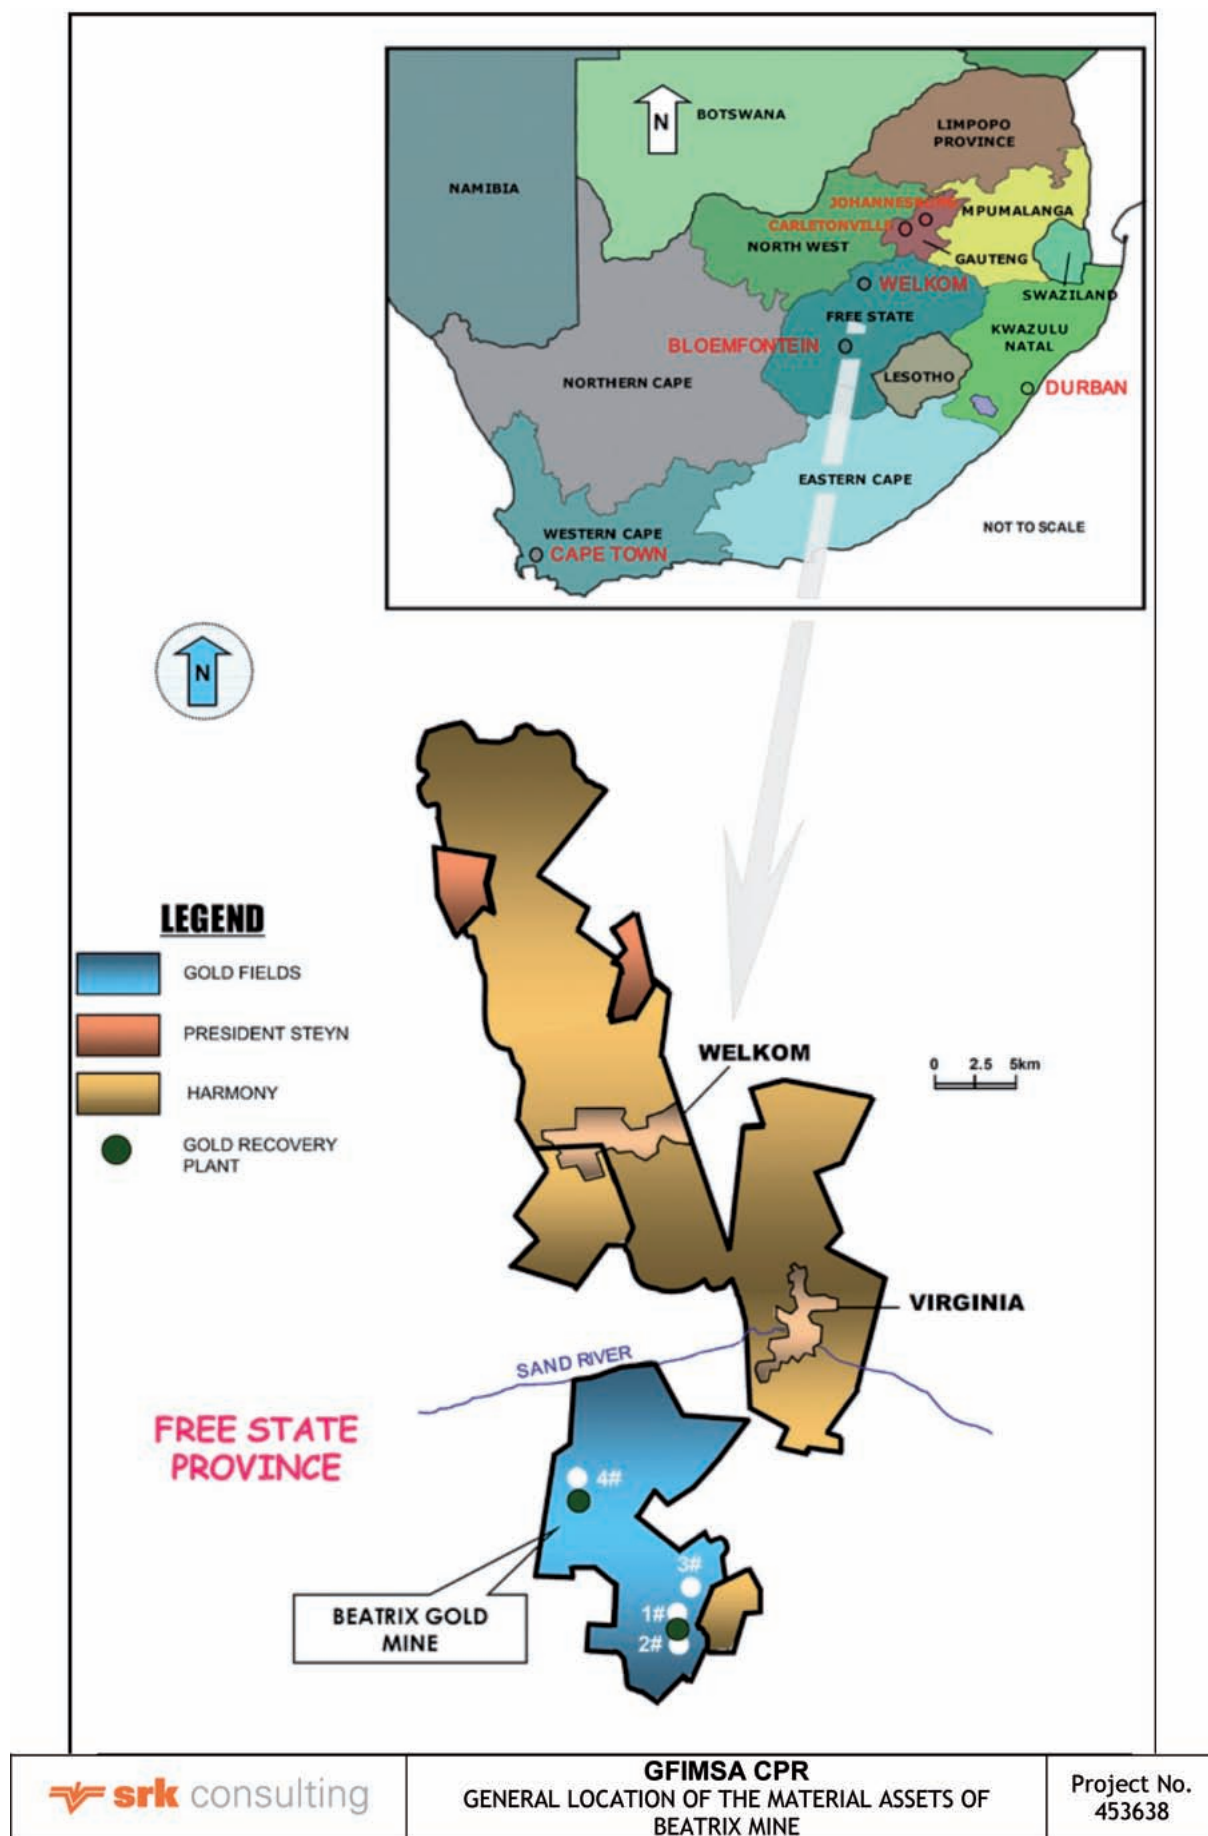 N
BOTSWANA
LIMPOPO
PROVINCE
NAMIBIA
MPUMALANGA
CARLETONVILLE
NORTH WEST
GAUTENG
WELKOM
SWAZILAND
FREE STATE
KWAZULU
NATAL
BLOEMFONTEIN
NORTHERN CAPE
LESOTHO
DURBAN
EASTERN CAPE
NOT TO SCALE
WESTERN CAPE
CAPE TOWN
N
LEGEND
GOLD FIELDS
PRESIDENT STEYN
HARMONY
GOLD RECOVERY
PLANT
WELKOM
0 2.5 5km
VIRGINIA
SAND RIVER
FREE STATE
PROVINCE
4#
3#
1#
2#
BEATRIX GOLD
MINE
srk consulting
GFIMSA CPR
GENERAL LOCATION OF THE MATERIAL ASSETS OF
BEATRIX MINE
Project No.
453638